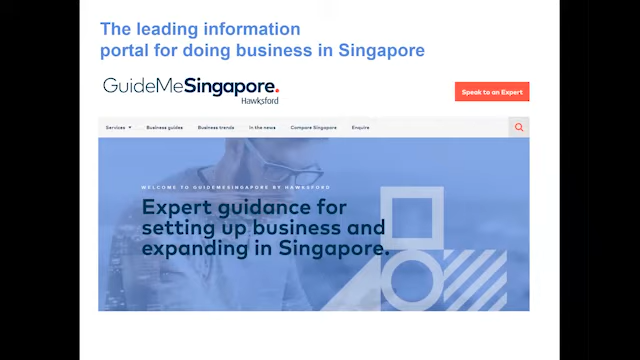 The leading information
portal for doing business in Singapore
GuideMeSingapore.
Hawksford
Speak to an Expert
Services Business guides Business trends In the news Compare Singapore Enquire
WELCOME TO GUIDEMESINGAPORE BY HAWKSFORD
Expert guidance for
setting up business and
expanding in Singapore.